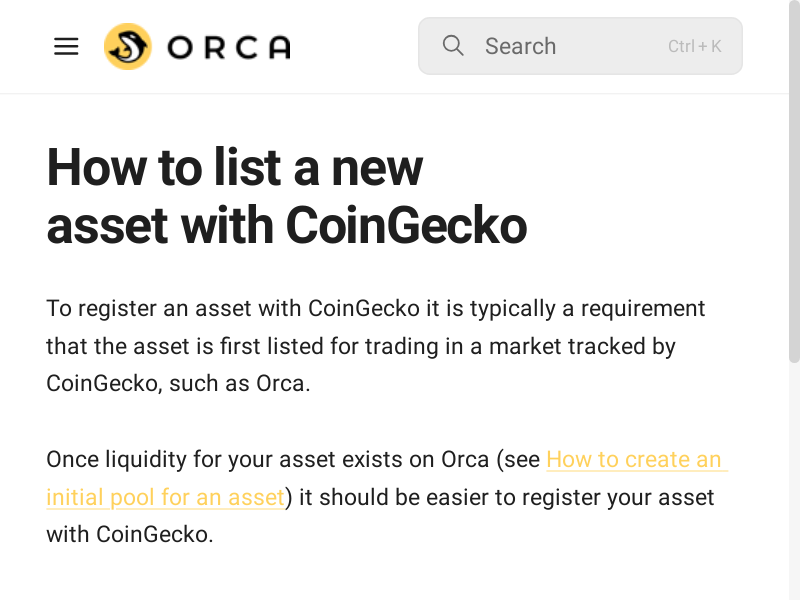 ORCA
Search
Ctrl + K
How to list a new
asset with CoinGecko
To register an asset with CoinGecko it is typically a requirement
that the asset is first listed for trading in a market tracked by
CoinGecko, such as Orca.
Once liquidity for your asset exists on Orca (see How to create an
initial pool for an asset) it should be easier to register your asset
with CoinGecko.